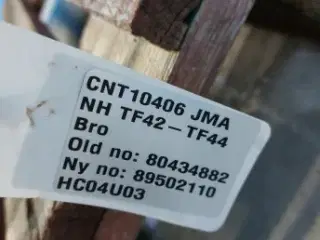 CNT10406 JMA
NH TF42-TF44
Bro
Old no: 80434882
Ny no: 89502110
HC04U03